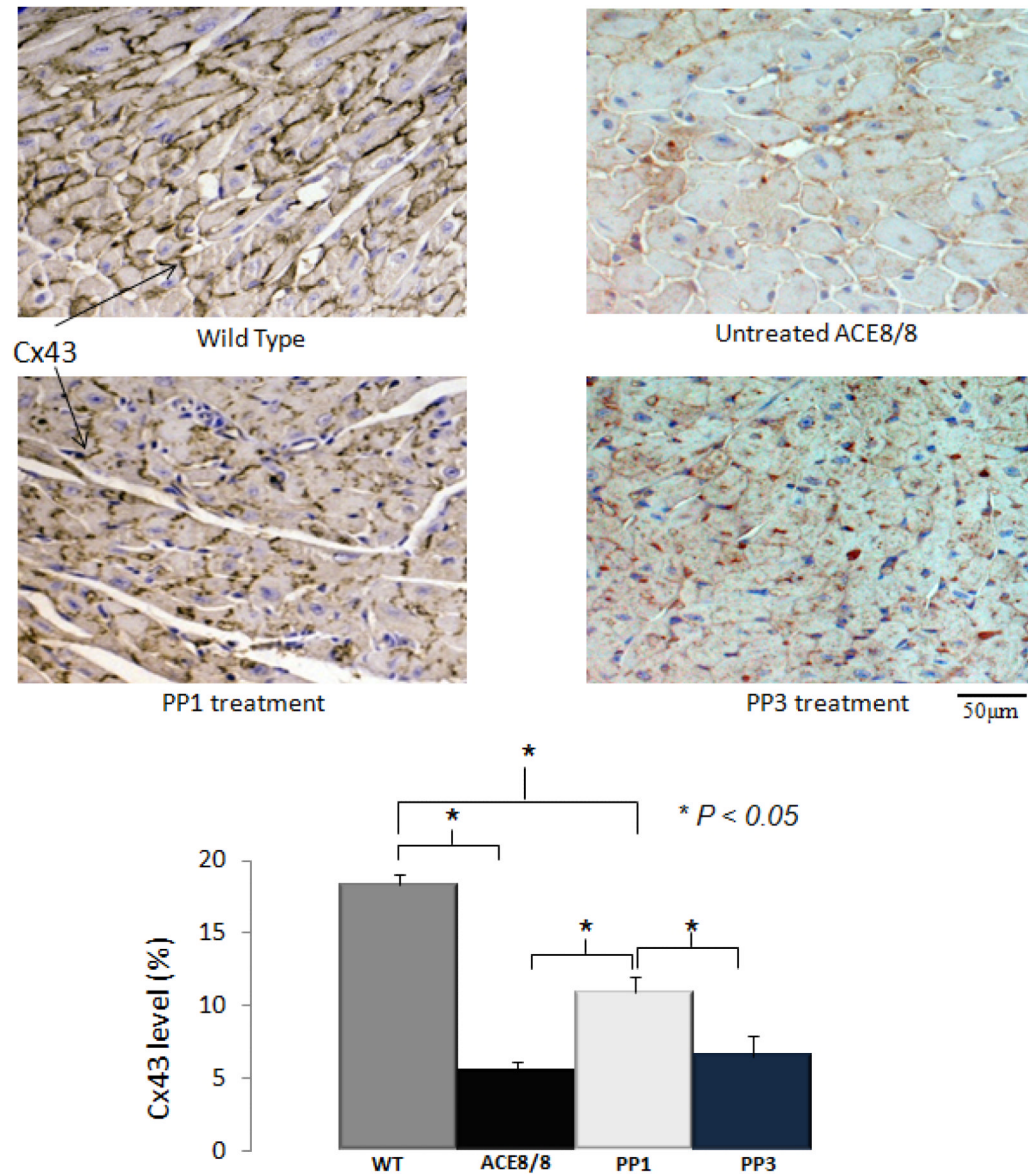 Wild Type
Untreated ACE8/8
Cx43
PP1 treatment
PP3 treatment
50μm
*
* P < 0.05
*
20
*
*
15
10
5
0
Cx43 level (%)
WT
ACE8/8
PP1
PP3